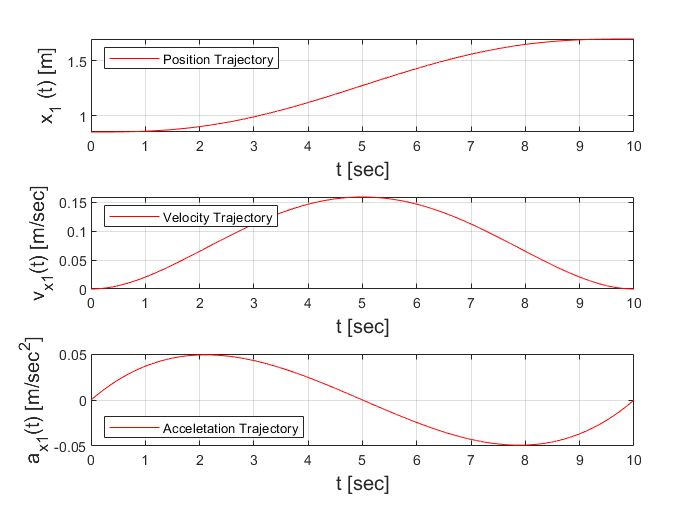 x1 (t) [m]
1.5
1
Position Trajectory
0 1 2 3 4 5 6 7 8 9 10
t [sec]
vx1(t) [m/sec]
0.15
0.1
0.05
0
Velocity Trajectory
0 1 2 3 4 5 6 7 8 9 10
t [sec]
ax1(t) [m/sec2]
0.05
0
-0.05
Acceletation Trajectory
0 1 2 3 4 5 6 7 8 9 10
t [sec]